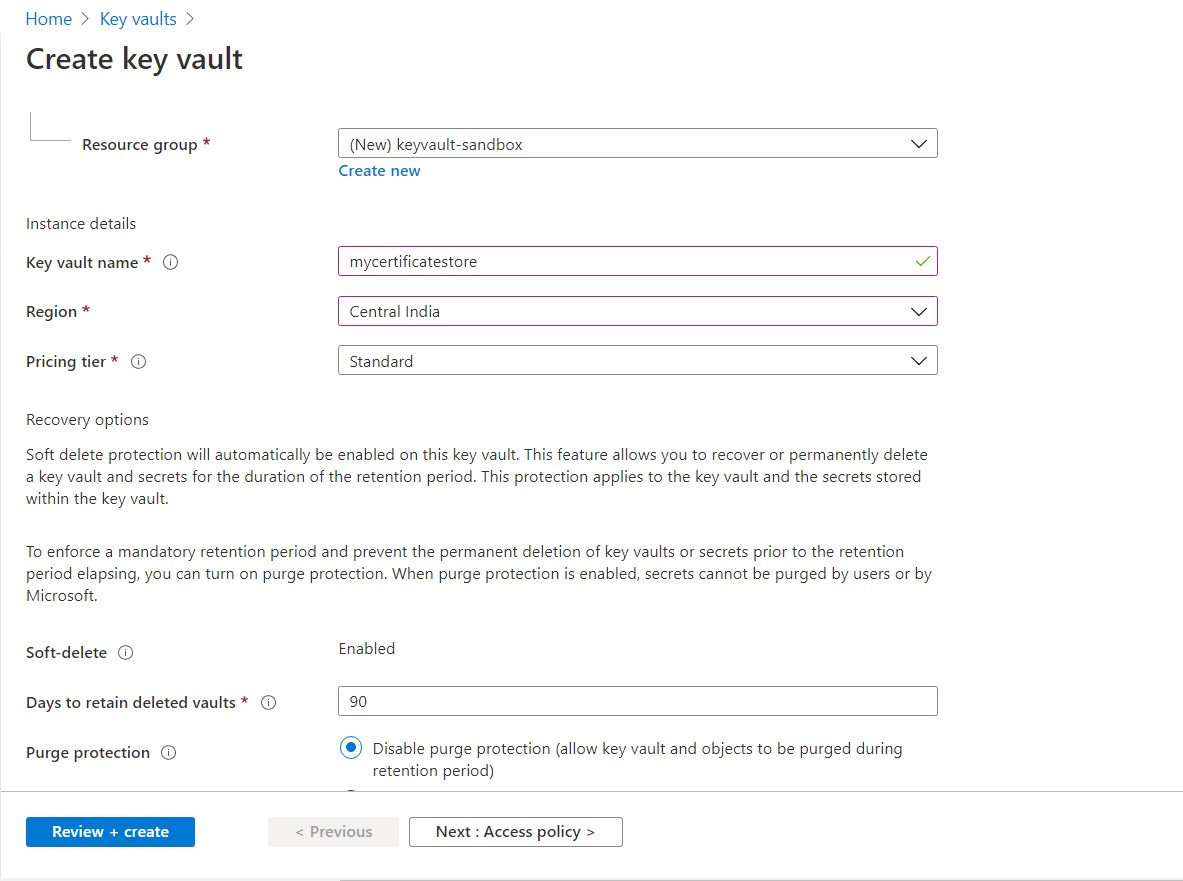 Home > Key vaults >
Create key vault
Resource group *
(New) keyvault-sandbox
Create new
Instance details
Key vault name *
mycertificatestore
Region *
Central India
Pricing tier *
Standard
Recovery options
Soft delete protection will automatically be enabled on this key vault. This feature allows you to recover or permanently delete
a key vault and secrets for the duration of the retention period. This protection applies to the key vault and the secrets stored
within the key vault.
To enforce a mandatory retention period and prevent the permanent deletion of key vaults or secrets prior to the retention
period elapsing, you can turn on purge protection. When purge protection is enabled, secrets cannot be purged by users or by
Microsoft.
Soft-delete
Enabled
Days to retain deleted vaults *
90
Purge protection
Disable purge protection (allow key vault and objects to be purged during
retention period)
Review + create
< Previous
Next : Access policy >